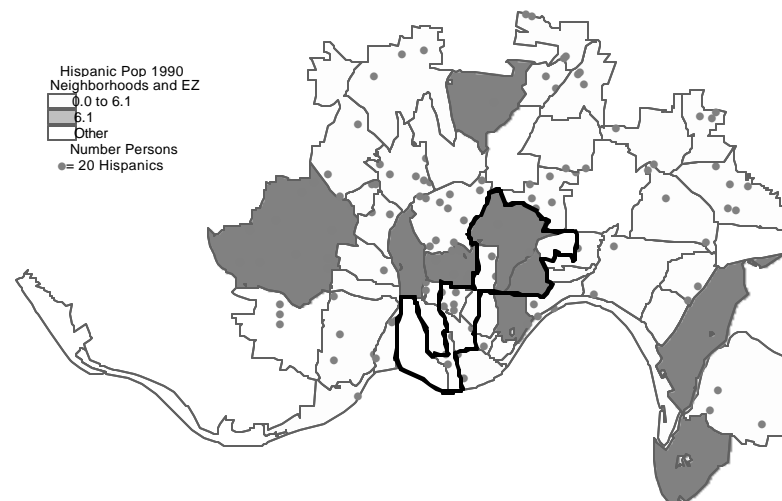 Hispanic Pop 1990
Neighborhoods and EZ
0.0 to 6.1
6.1
Other
Number Persons
= 20 Hispanics